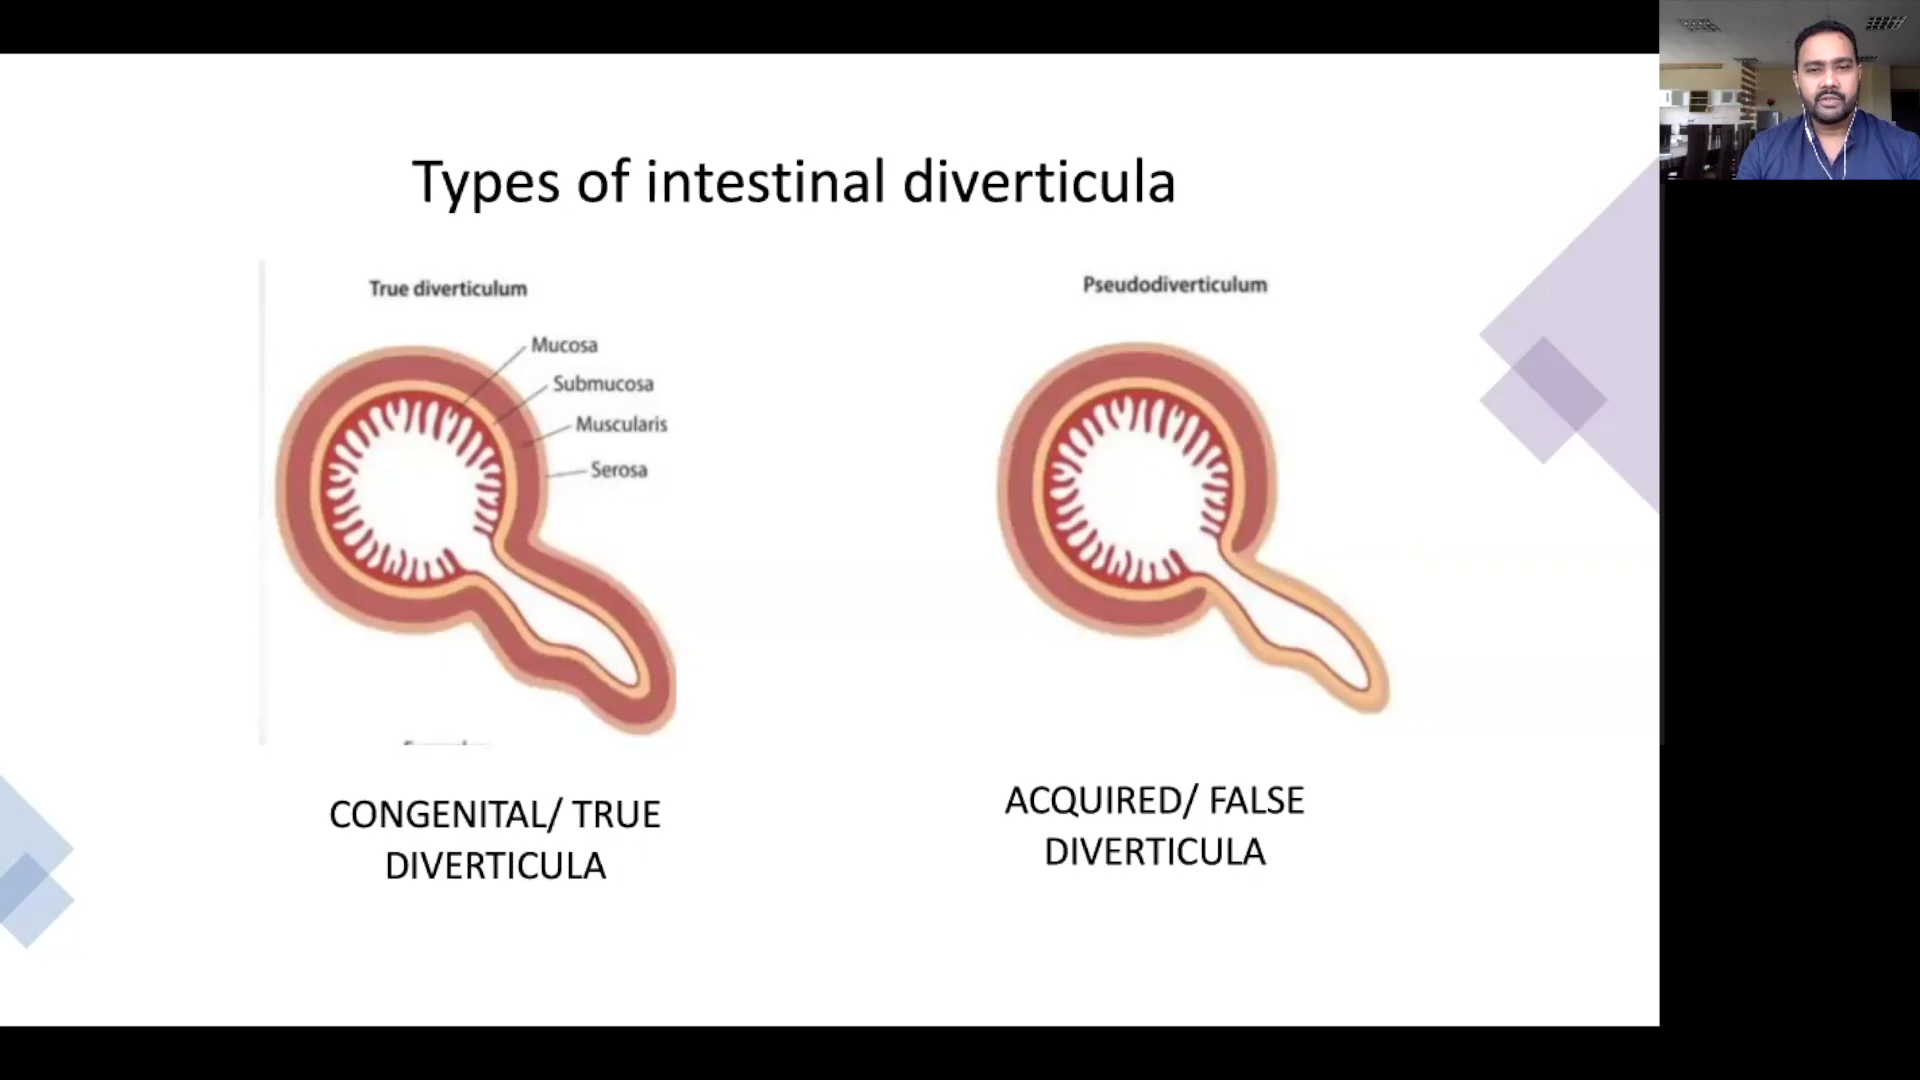 Types of intestinal diverticula
True diverticulum
Mucosa
Submucosa
Muscularis
Serosa
Pseudodiverticulum
CONGENITAL/ TRUE
DIVERTICULA
ACQUIRED/ FALSE
DIVERTICULA